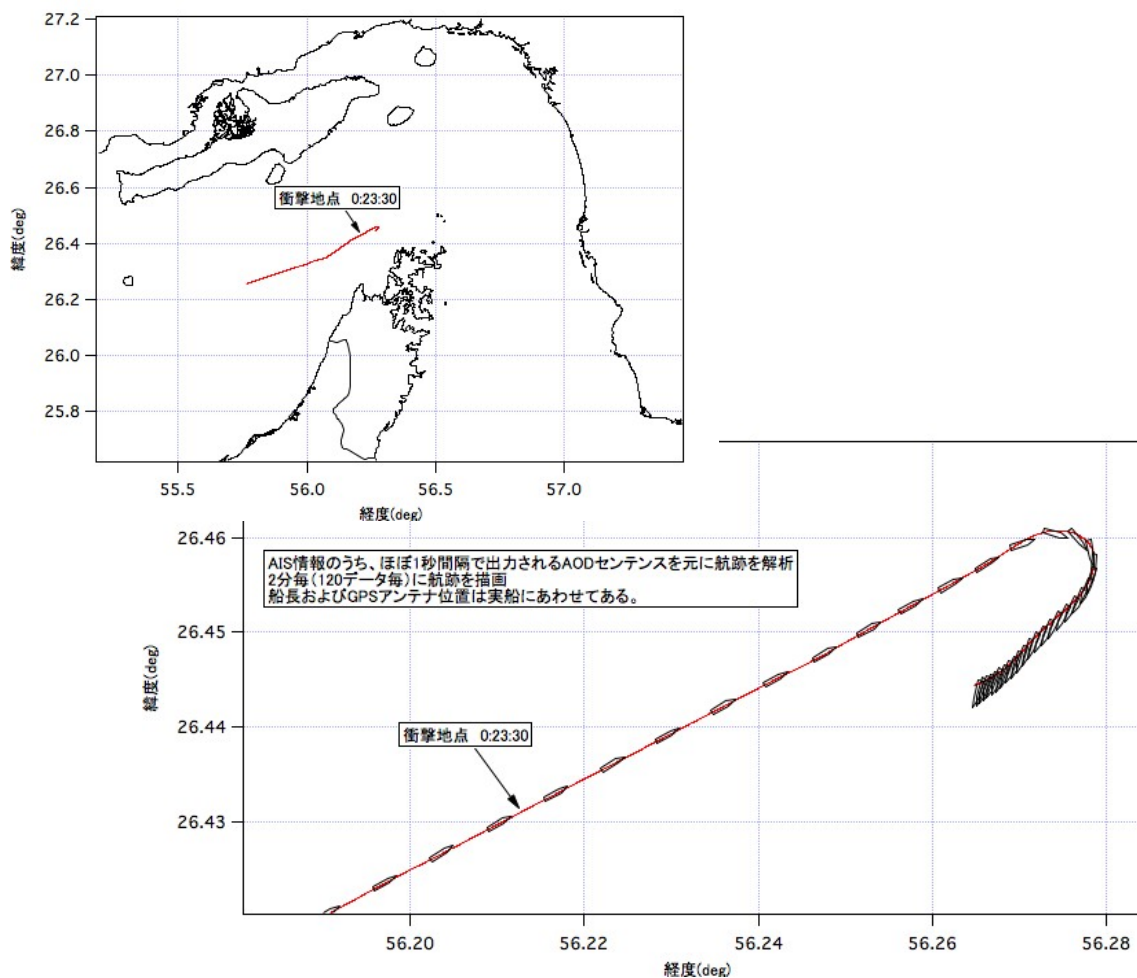 27.2
27.0
26.8
26.6
26.4
26.2
26.0
25.8
緯度(deg)
衝撃地点 0:23:30
55.5
56.0
56.5
57.0
経度(deg)
26.46
26.45
26.44
26.43
緯度(deg)
AIS情報のうち、ほぼ1秒間隔で出力されるAODセンテンスを元に航跡を解析
2分毎(120データ毎)に航跡を描画
船長およびGPSアンテナ位置は実船にあわせてある。
衝撃地点 0:23:30
56.20
56.22
56.24
56.26
56.28
経度(deg)